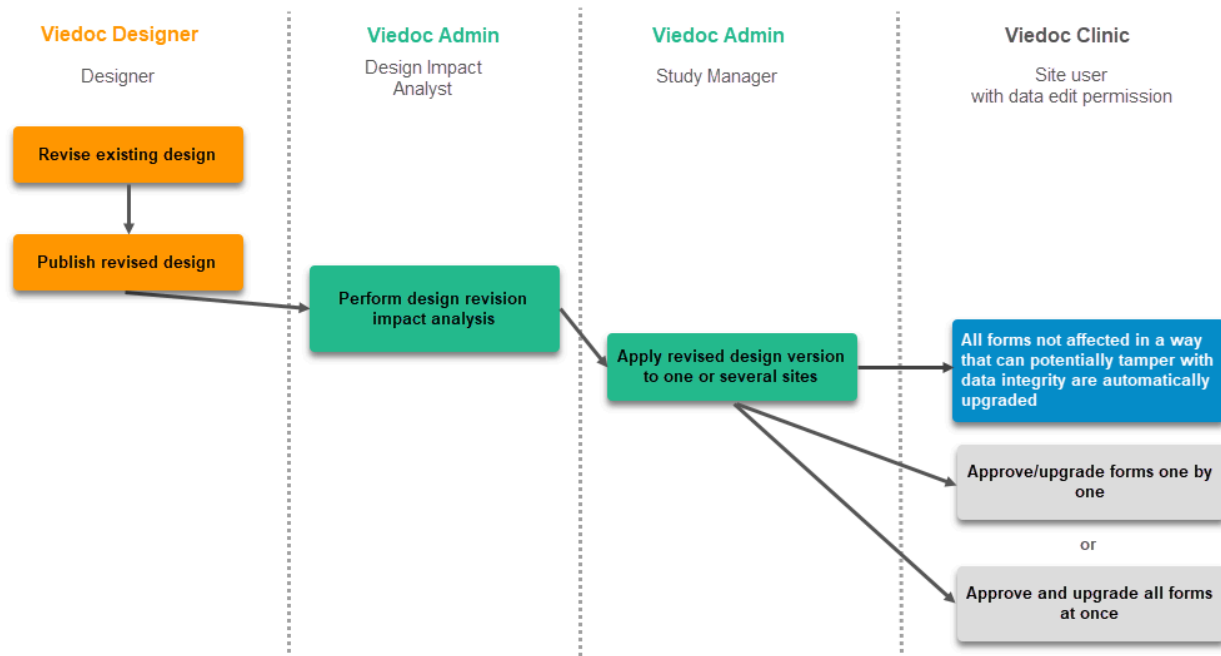 Viedoc Designer
Designer
Viedoc Admin
Design Impact
Analyst
Viedoc Admin
Study Manager
Viedoc Clinic
Site user
with data edit permission
Revise existing design
Publish revised design
Perform design revision
impact analysis
Apply revised design version
to one or several sites
All forms not affected in a way
that can potentially tamper with
data integrity are automatically
upgraded
Approve/upgrade forms one by
one
or
Approve and upgrade all forms
at once